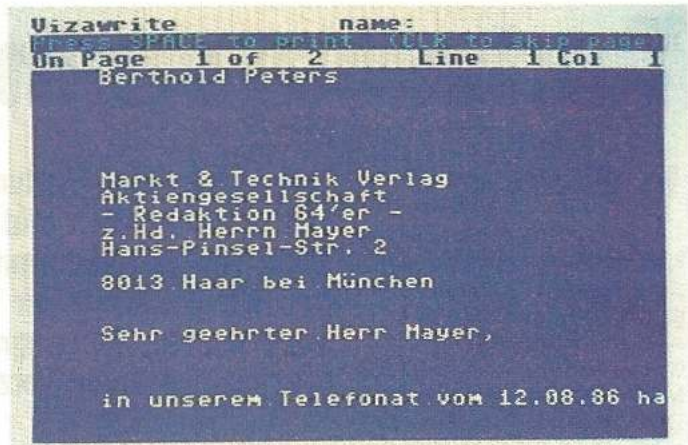 Vizawrite name:
Press SPACE to print (CLR to skip page
On Page 1 of 2 Line 1 Col 1
Berthold Peters
Markt & Technik Verlag
Aktiengesellschaft
- Redaktion 64'er -
z.Hd. Herrn Mayer
Hans-Pinsel-Str. 2
8013 Haar bei München
Sehr geehrter Herr Mayer,
in unserem Telefonat vom 12.08.86 ha